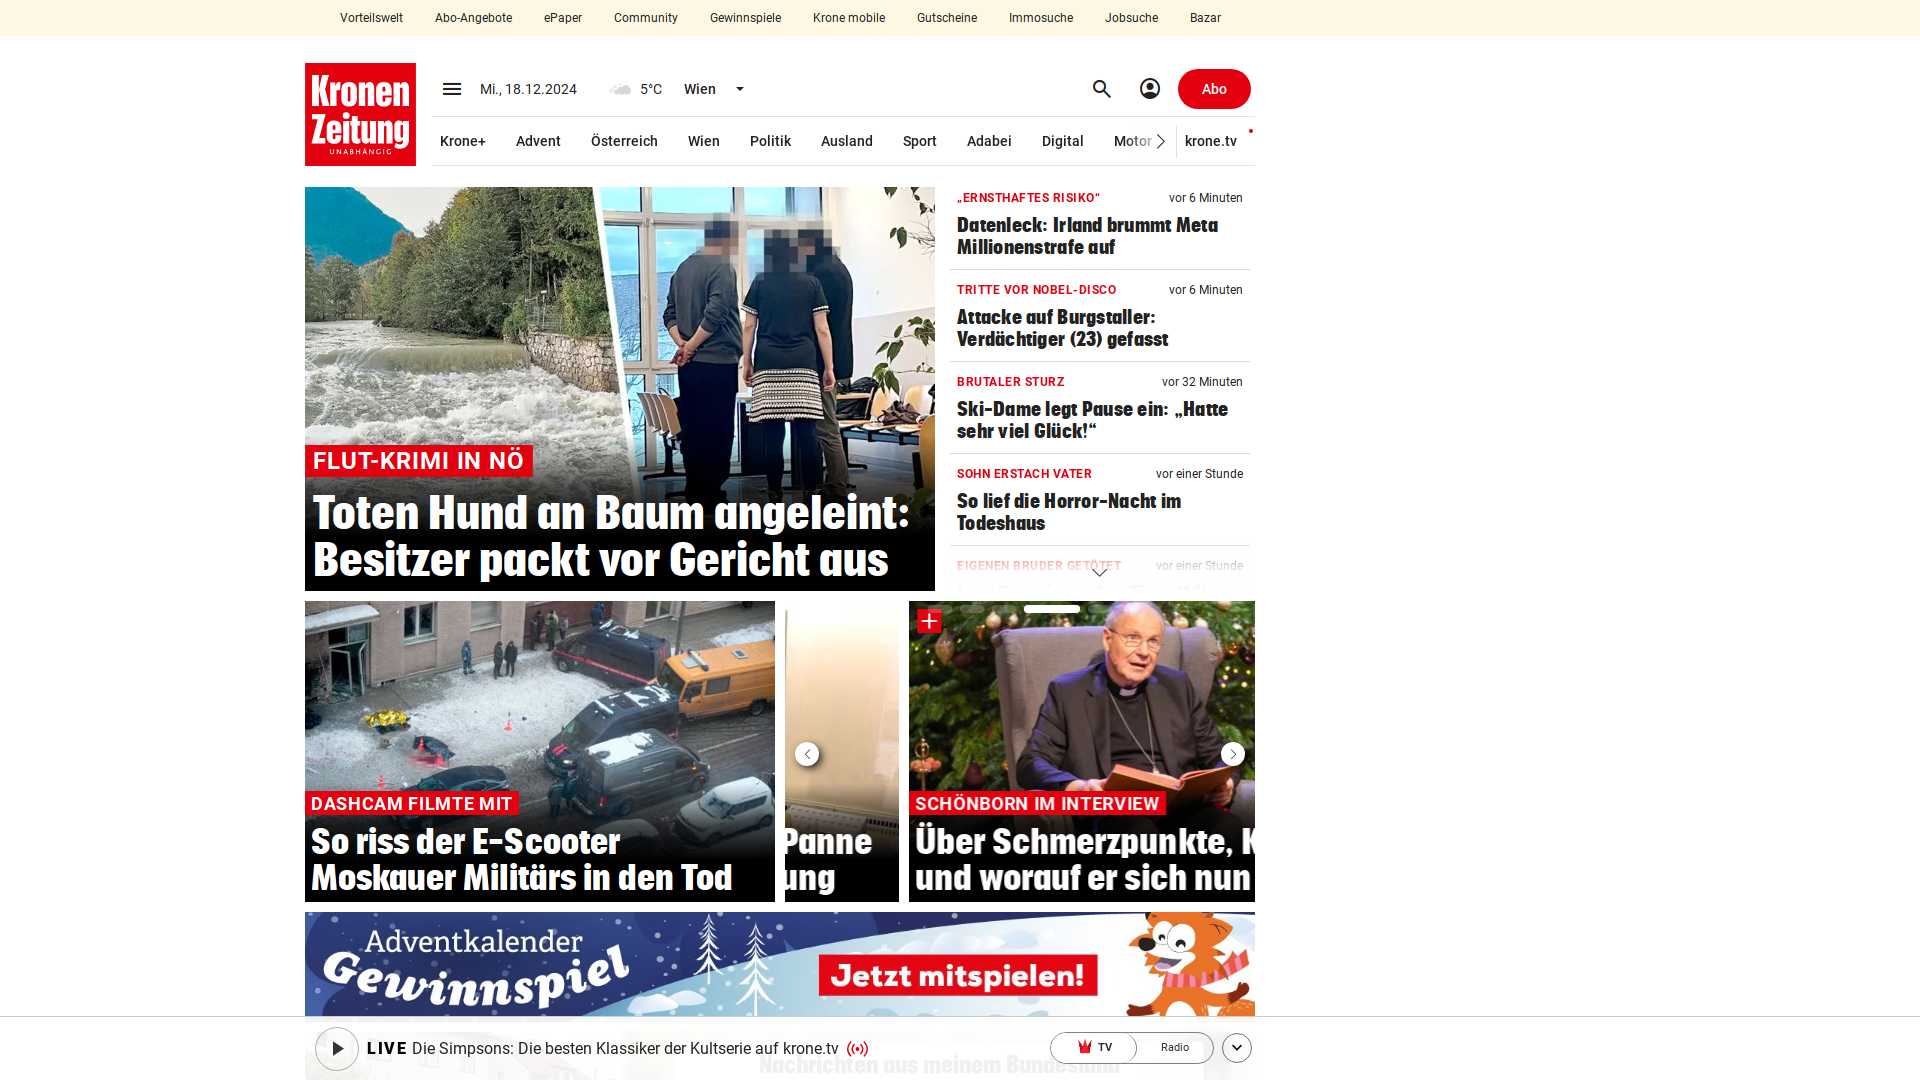 Vorteilswelt Abo-Angebote ePaper Community Gewinnspiele Krone mobile Gutscheine Immosuche Jobsuche Bazar
Kronen
Zeitung
UNABHÄNGIG
Mi., 18.12.2024 5°C Wien Abo
Krone+ Advent Österreich Wien Politik Ausland Sport Adabei Digital Motor krone.tv
FLUT-KRIMI IN NÖ
Toten Hund an Baum angeleint:
Besitzer packt vor Gericht aus
„ERNSTHAFTES RISIKO“ vor 6 Minuten
Datenleck: Irland brummt Meta
Millionenstrafe auf
TRITTE VOR NOBEL-DISCO vor 6 Minuten
Attacke auf Burgstaller:
Verdächtiger (23) gefasst
BRUTALER STURZ vor 32 Minuten
Ski-Dame legt Pause ein: „Hatte
sehr viel Glück!“
SOHN ERSTACH VATER vor einer Stunde
So lief die Horror-Nacht im
Todeshaus
EIGENEN BRUDER GETÖTET vor einer Stunde
DASHCAM FILMTE MIT
So riss der E-Scooter
Moskauer Militärs in den Tod
Panne
ung
SCHÖNBORN IM INTERVIEW
Über Schmerzpunkte, K
und worauf er sich nun
Adventkalender
Gewinnspiel
Jetzt mitspielen!
LIVE Die Simpsons: Die besten Klassiker der Kultserie auf krone.tv TV Radio
Nachrichten aus meinem Bundesland